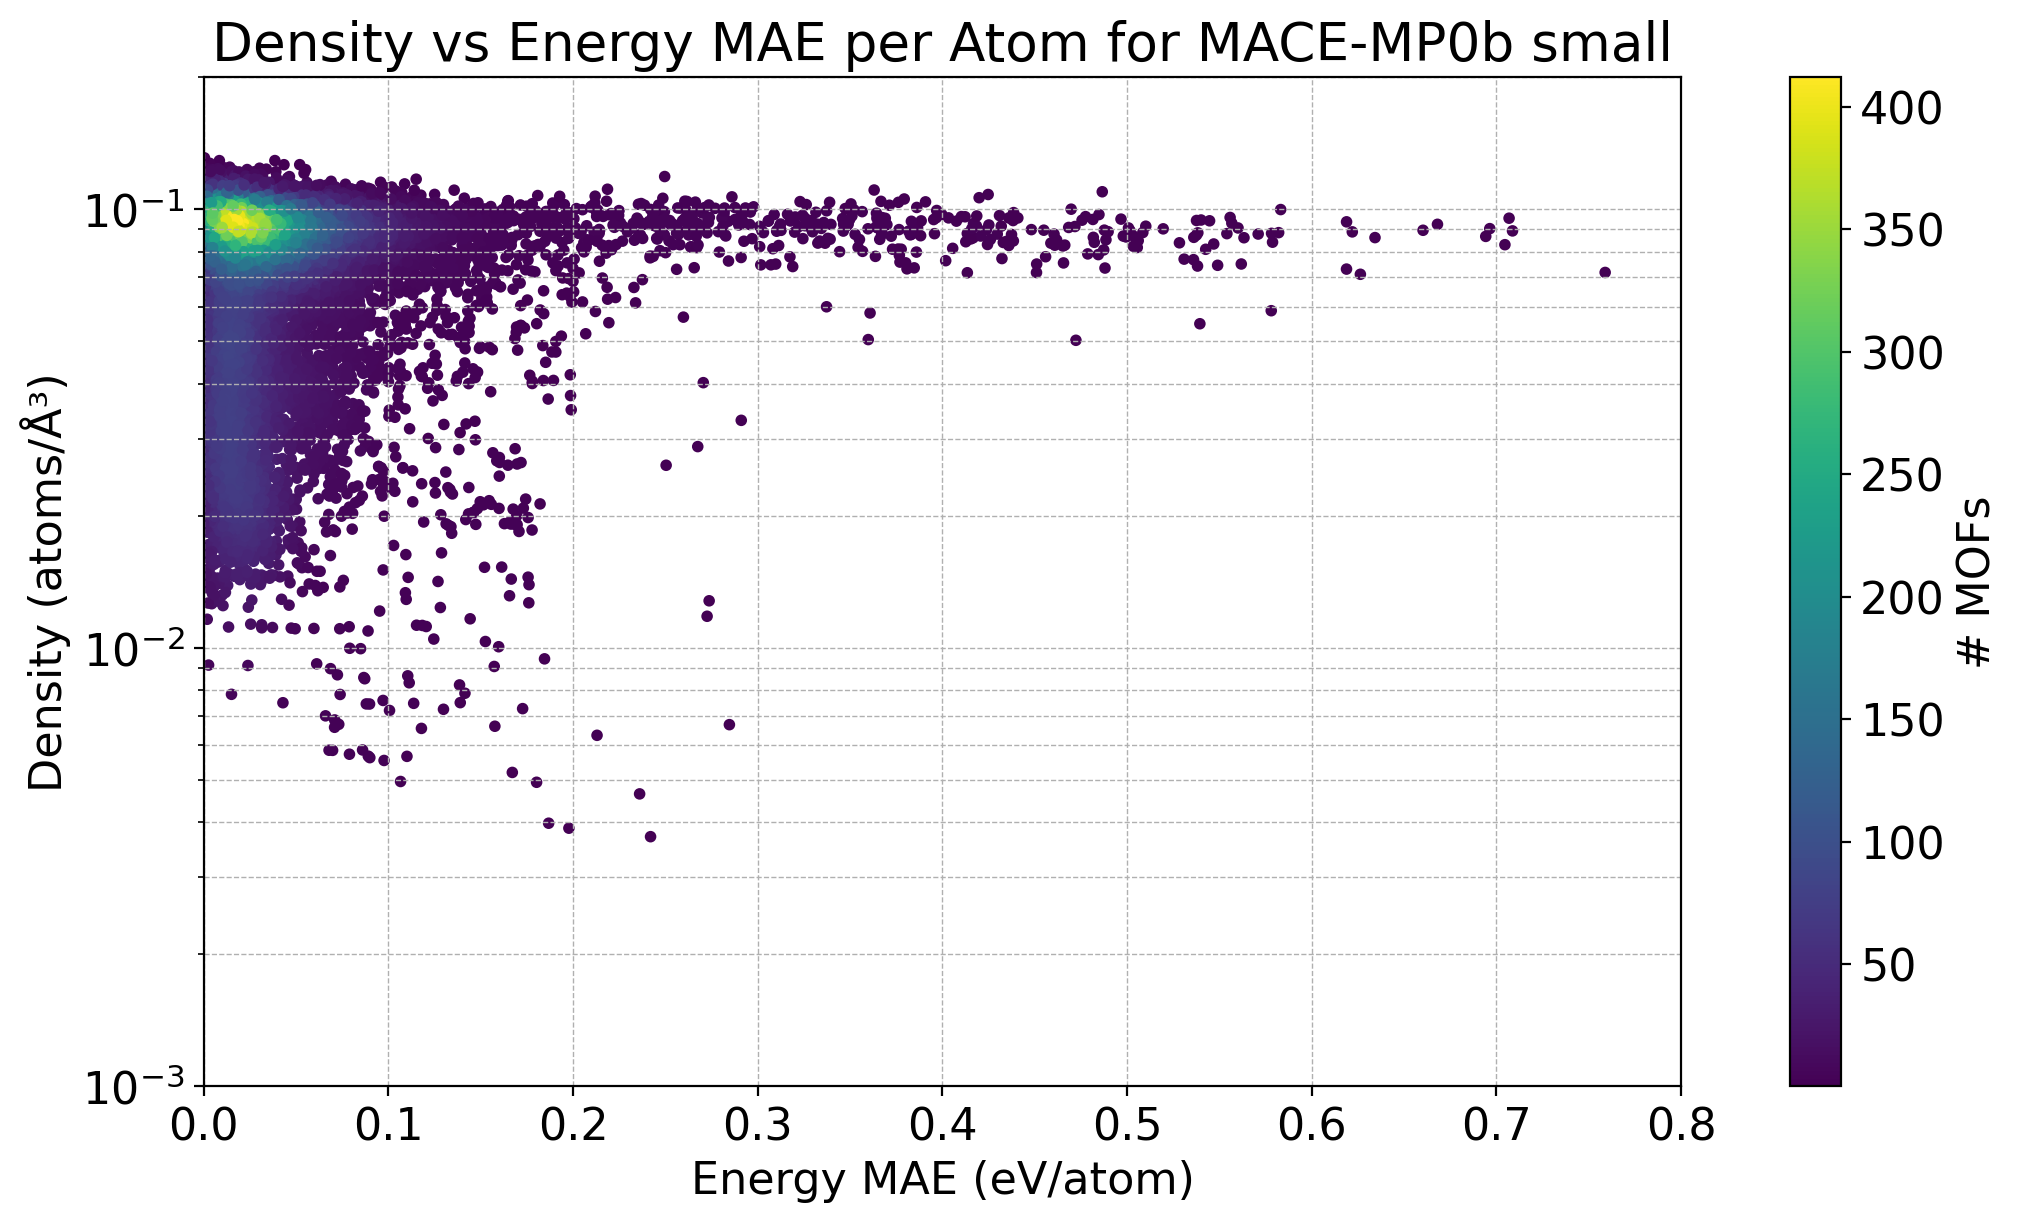 Density vs Energy MAE per Atom for MACE-MP0b small
Density (atoms/Å³)
10⁻¹
10⁻²
10⁻³
0.0 0.1 0.2 0.3 0.4 0.5 0.6 0.7 0.8
Energy MAE (eV/atom)
400
350
300
250
200
150
100
50
# MOFs